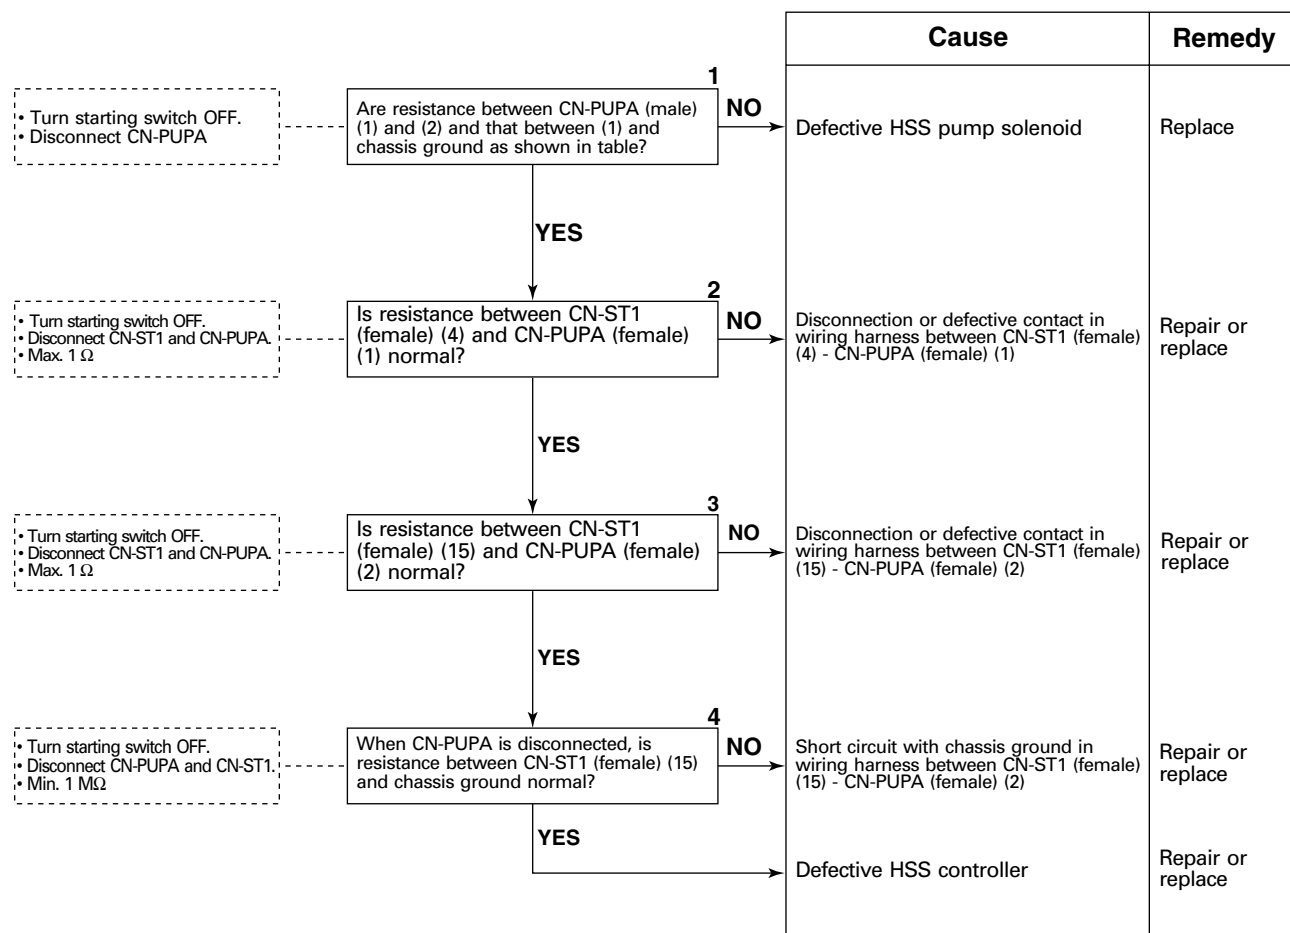 Cause
Remedy
• Turn starting switch OFF.
• Disconnect CN-PUPA
1
Are resistance between CN-PUPA (male)
(1) and (2) and that between (1) and
chassis ground as shown in table?
NO
Defective HSS pump solenoid
Replace
YES
• Turn starting switch OFF.
• Disconnect CN-ST1 and CN-PUPA.
• Max. 1 Ω
2
Is resistance between CN-ST1
(female) (4) and CN-PUPA (female)
(1) normal?
NO
Disconnection or defective contact in
wiring harness between CN-ST1 (female)
(4) - CN-PUPA (female) (1)
Repair or
replace
YES
• Turn starting switch OFF.
• Disconnect CN-ST1 and CN-PUPA.
• Max. 1 Ω
3
Is resistance between CN-ST1
(female) (15) and CN-PUPA (female)
(2) normal?
NO
Disconnection or defective contact in
wiring harness between CN-ST1 (female)
(15) - CN-PUPA (female) (2)
Repair or
replace
YES
• Turn starting switch OFF.
• Disconnect CN-PUPA and CN-ST1.
• Min. 1 MΩ
4
When CN-PUPA is disconnected, is
resistance between CN-ST1 (female) (15)
and chassis ground normal?
NO
Short circuit with chassis ground in
wiring harness between CN-ST1 (female)
(15) - CN-PUPA (female) (2)
Repair or
replace
YES
Defective HSS controller
Repair or
replace